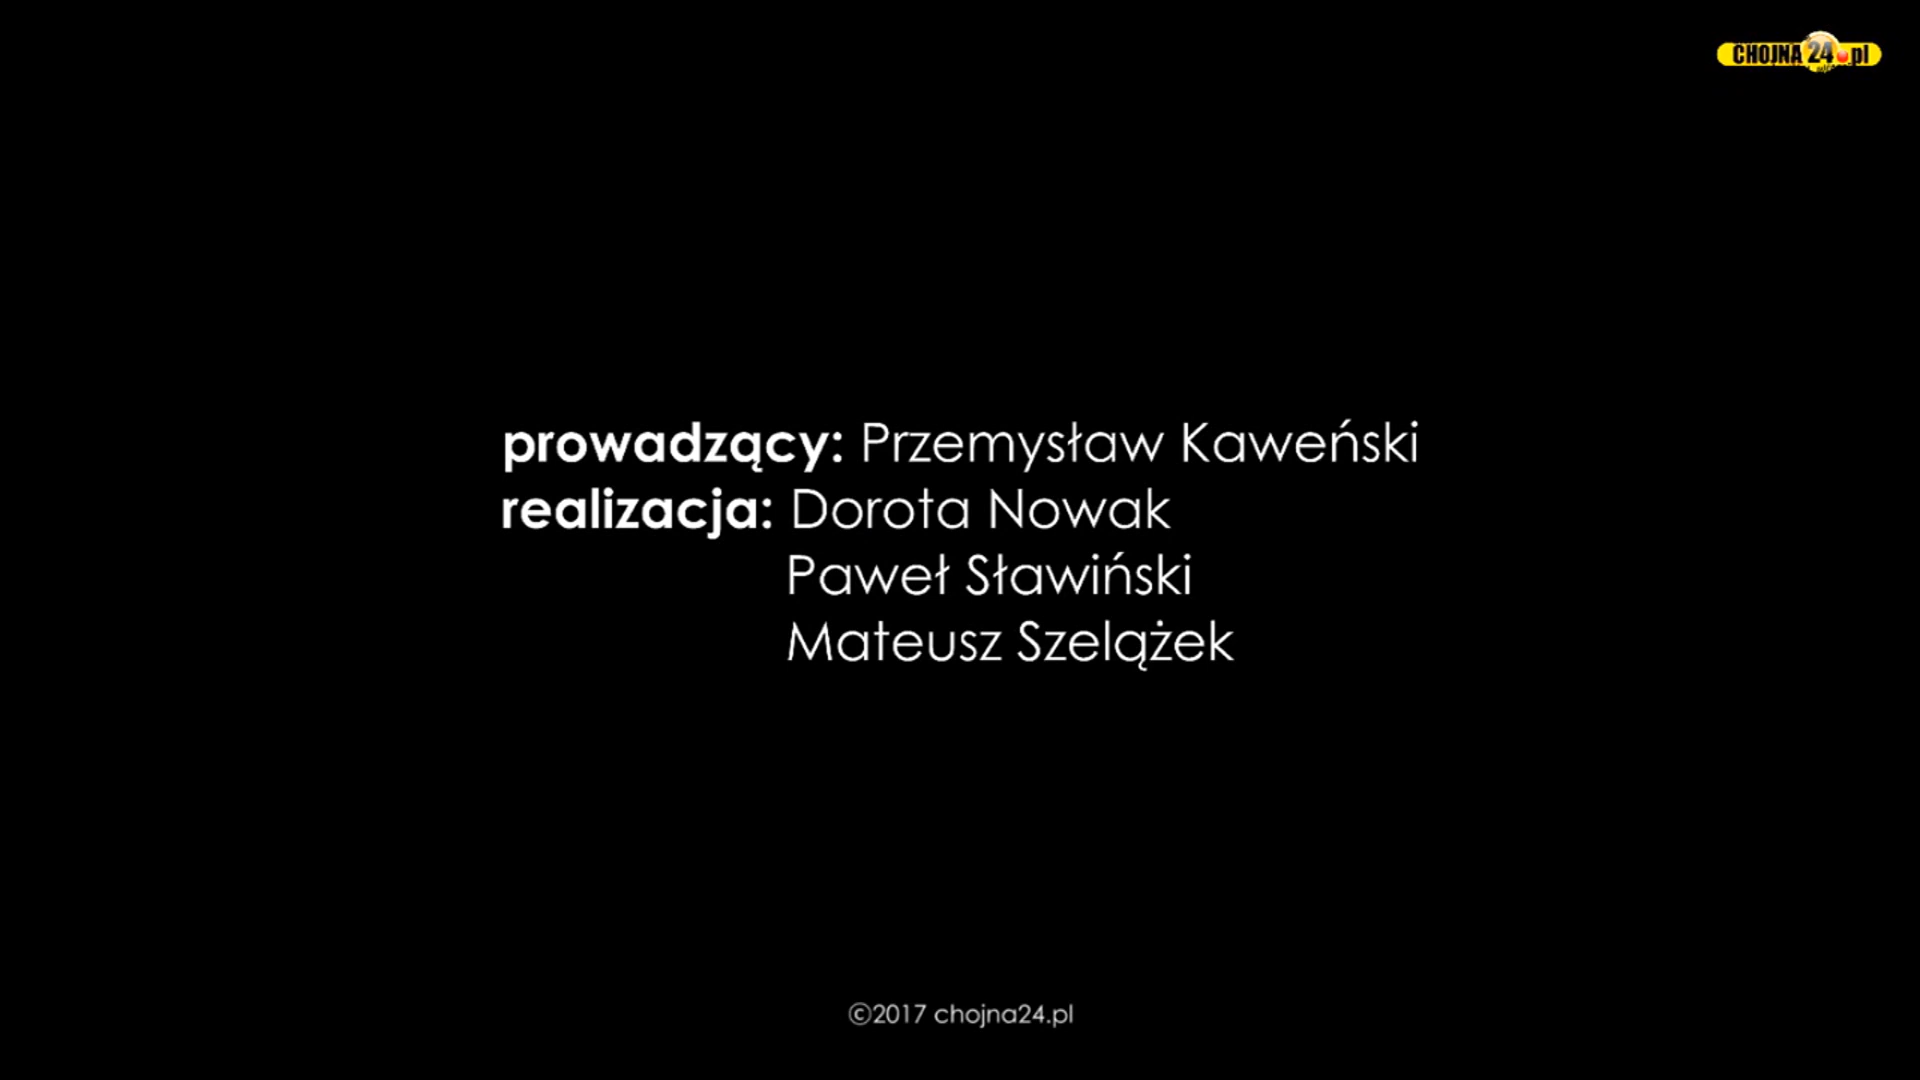 CHOJNA24.pl
prowadzący: Przemysław Kaweński
realizacja: Dorota Nowak
Paweł Sławiński
Mateusz Szelążek
©2017 chojna24.pl